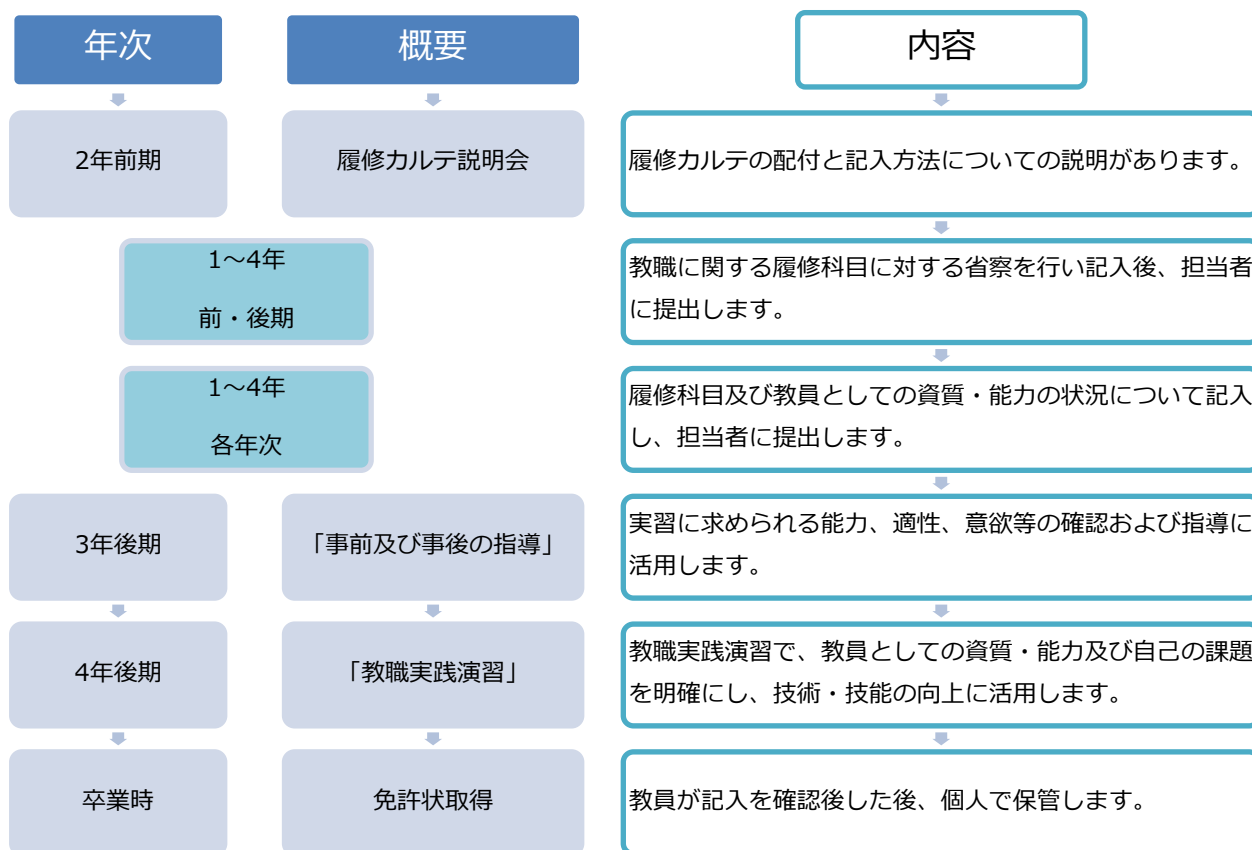 年次
概要
内容
2年前期
履修カルテ説明会
履修カルテの配付と記入方法についての説明があります。
1～4年
前・後期
教職に関する履修科目に対する省察を行い記入後、担当者
に提出します。
1～4年
各年次
履修科目及び教員としての資質・能力の状況について記入
し、担当者に提出します。
3年後期
「事前及び事後の指導」
実習に求められる能力、適性、意欲等の確認および指導に
活用します。
4年後期
「教職実践演習」
教職実践演習で、教員としての資質・能力及び自己の課題
を明確にし、技術・技能の向上に活用します。
卒業時
免許状取得
教員が記入を確認後した後、個人で保管します。